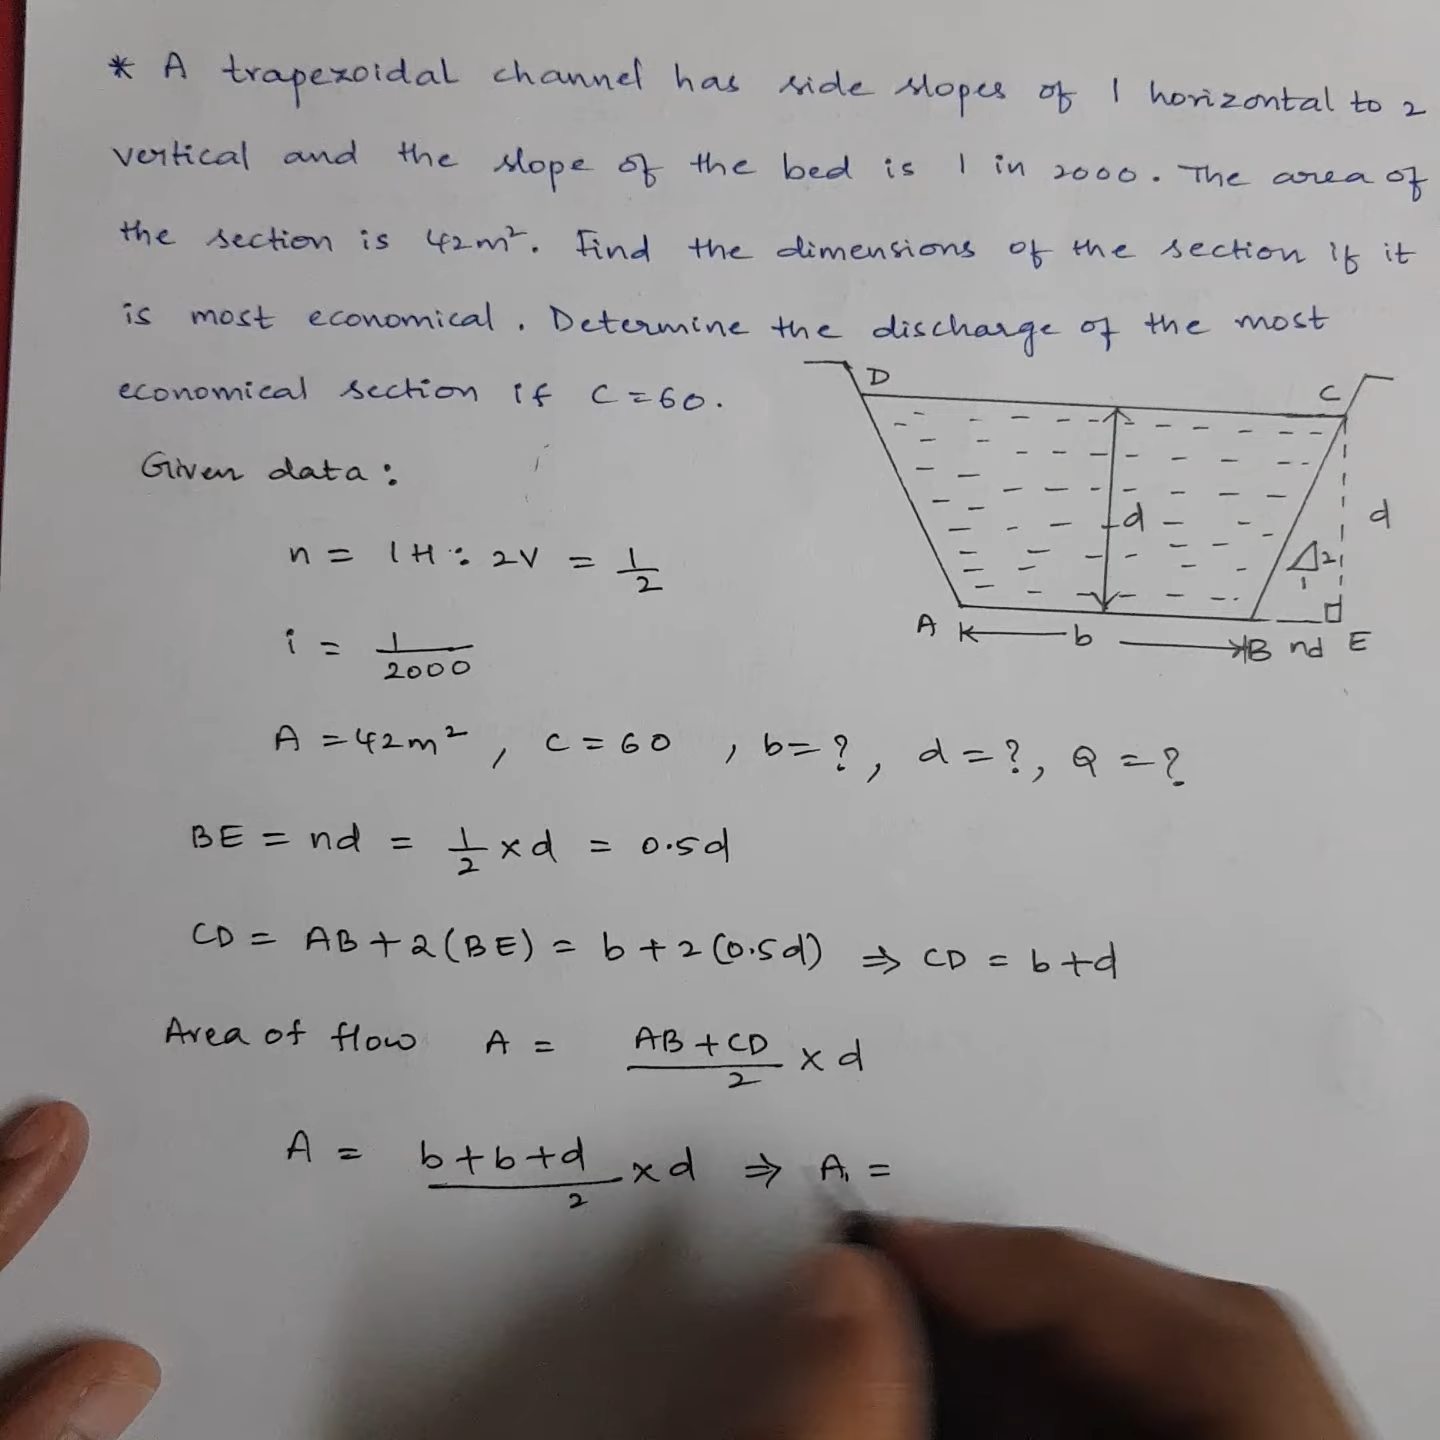 * A trapezoidal channel has side slopes of 1 horizontal to 2
vertical and the slope of the bed is 1 in 2000. The area of
the section is 42m². Find the dimensions of the section if it
is most economical. Determine the discharge of the most
economical section if C=60.
D
C
d
d
2
1
A
b
B
nd
E
Given data:
n = 1H : 2V = 1/2
i = 1/2000
A = 42m², C = 60, b=?, d=?, Q=?
BE = nd = 1/2 × d = 0.5d
CD = AB+2(BE) = b+2(0.5d) ⇒ CD = b+d
Area of flow A = (AB+CD)/2 × d
A = (b+b+d)/2 × d ⇒ A =